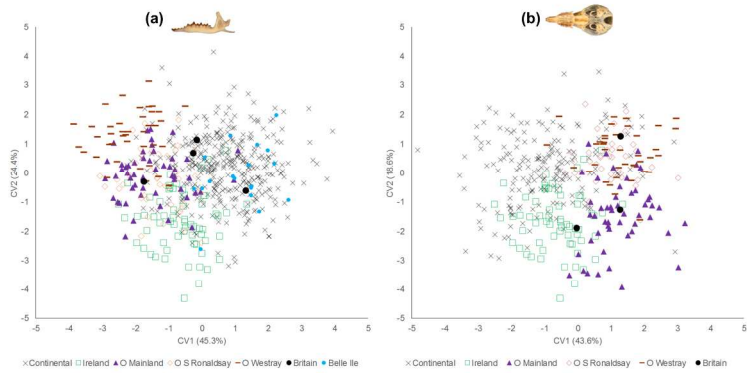 (a)
(b)
5
4
3
2
1
0
-1
-2
-3
-4
-5
CV2 (24.4%)
-5 -4 -3 -2 -1 0 1 2 3 4 5
CV1 (45.3%)
Continental Ireland O Mainland O S Ronaldsay O Westray Britain Belle Ile
5
4
3
2
1
0
-1
-2
-3
-4
-5
CV2 (18.6%)
-5 -4 -3 -2 -1 0 1 2 3 4 5
CV1 (43.6%)
Continental Ireland O Mainland O S Ronaldsay O Westray Britain